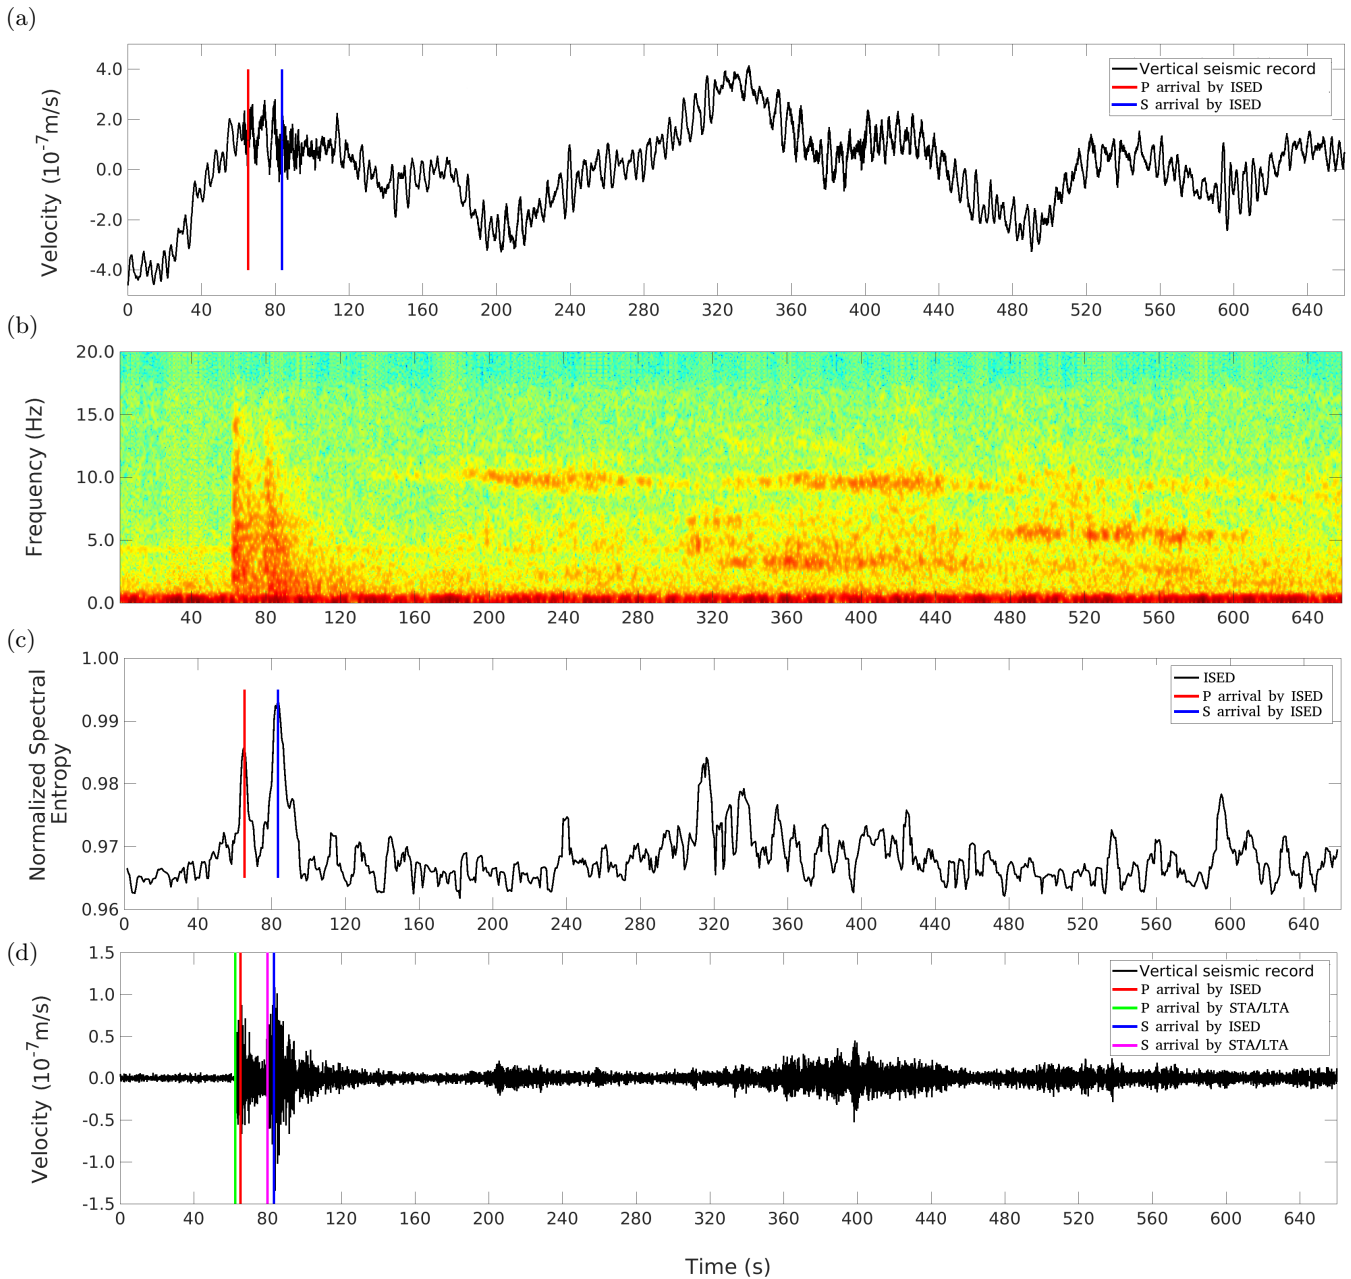 (a)
4.0
2.0
0.0
-2.0
-4.0
Velocity (10⁻⁷m/s)
Vertical seismic record
P arrival by ISED
S arrival by ISED
0 40 80 120 160 200 240 280 320 360 400 440 480 520 560 600 640
(b)
20.0
15.0
10.0
5.0
0.0
Frequency (Hz)
0 40 80 120 160 200 240 280 320 360 400 440 480 520 560 600 640
(c)
1.00
0.99
0.98
0.97
0.96
Normalized Spectral
Entropy
ISED
P arrival by ISED
S arrival by ISED
0 40 80 120 160 200 240 280 320 360 400 440 480 520 560 600 640
(d)
1.5
1.0
0.5
0.0
-0.5
-1.0
-1.5
Velocity (10⁻⁷m/s)
Vertical seismic record
P arrival by ISED
P arrival by STA/LTA
S arrival by ISED
S arrival by STA/LTA
0 40 80 120 160 200 240 280 320 360 400 440 480 520 560 600 640
Time (s)